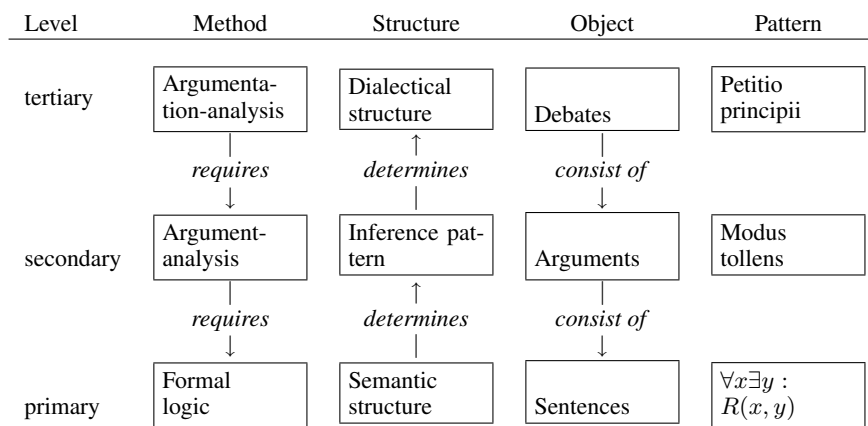 Level Method Structure Object Pattern
Argumenta- Dialectical Petitio
tertiary tion-analysis structure Debates principii
requires determines consist of
Argument- Inference pat- Modus
secondary analysis tern Arguments tollens
requires determines consist of
Formal Semantic ∀x∃y :
primary logic structure Sentences R(x, y)